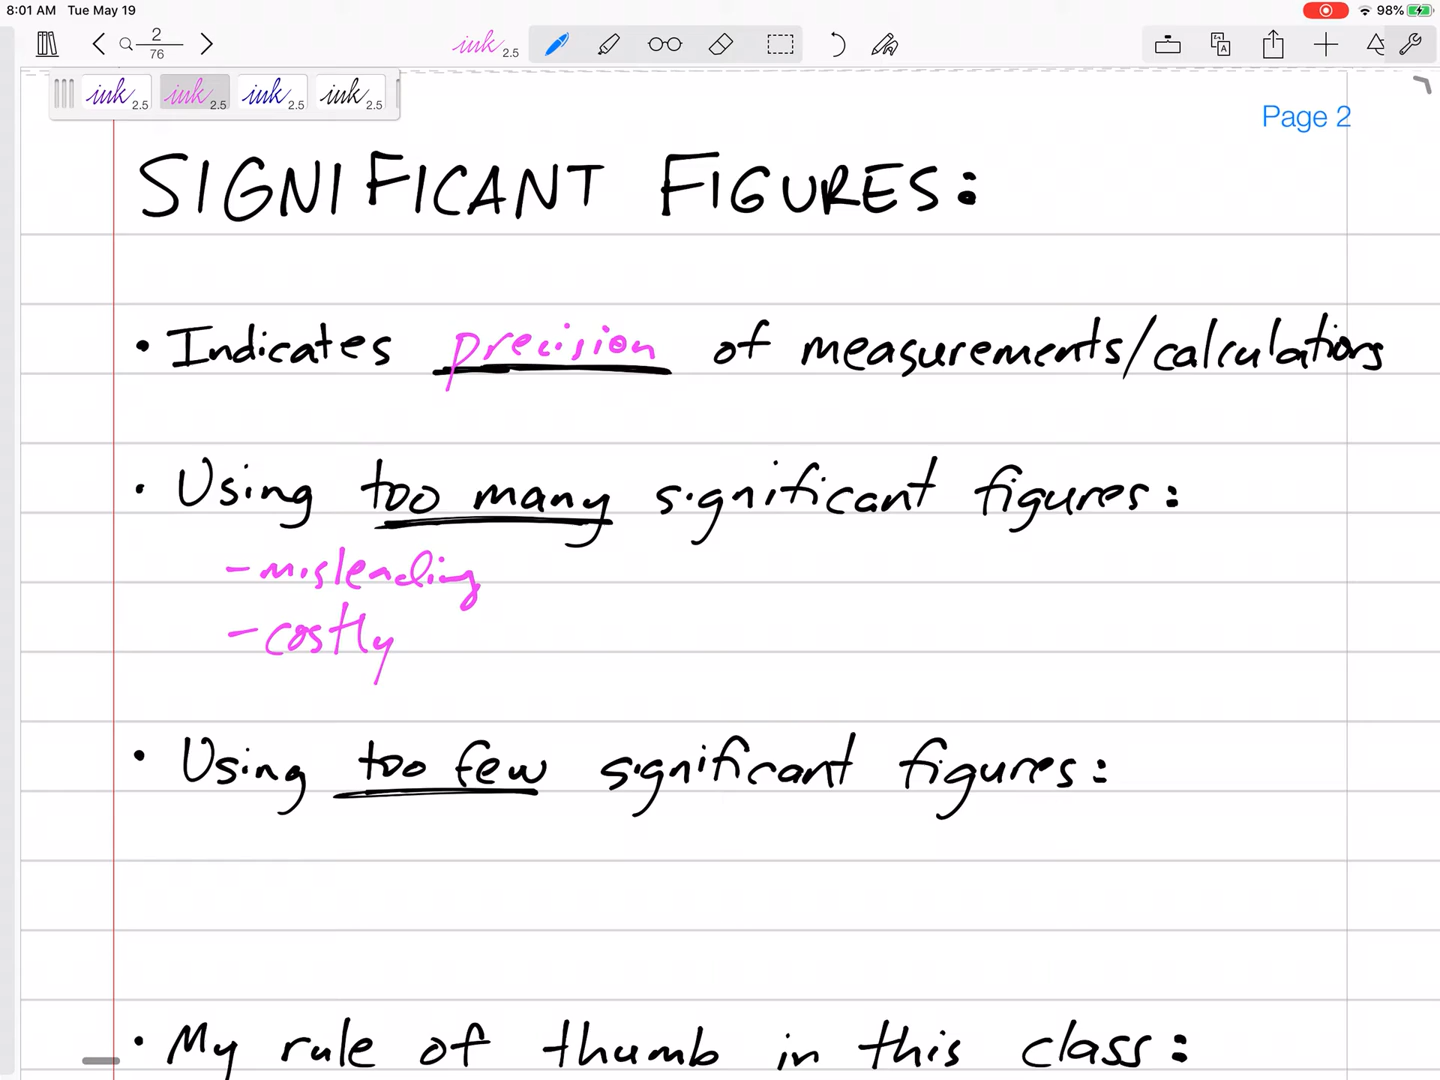 8:01 AM Tue May 19
98%
2
76
ink 2.5
ink 2.5 ink 2.5 ink 2.5 ink 2.5
Page 2
SIGNIFICANT FIGURES:
• Indicates precision of measurements/calculations
• Using too many significant figures:
- misleading
- costly
• Using too few significant figures:
• My rule of thumb in this class: